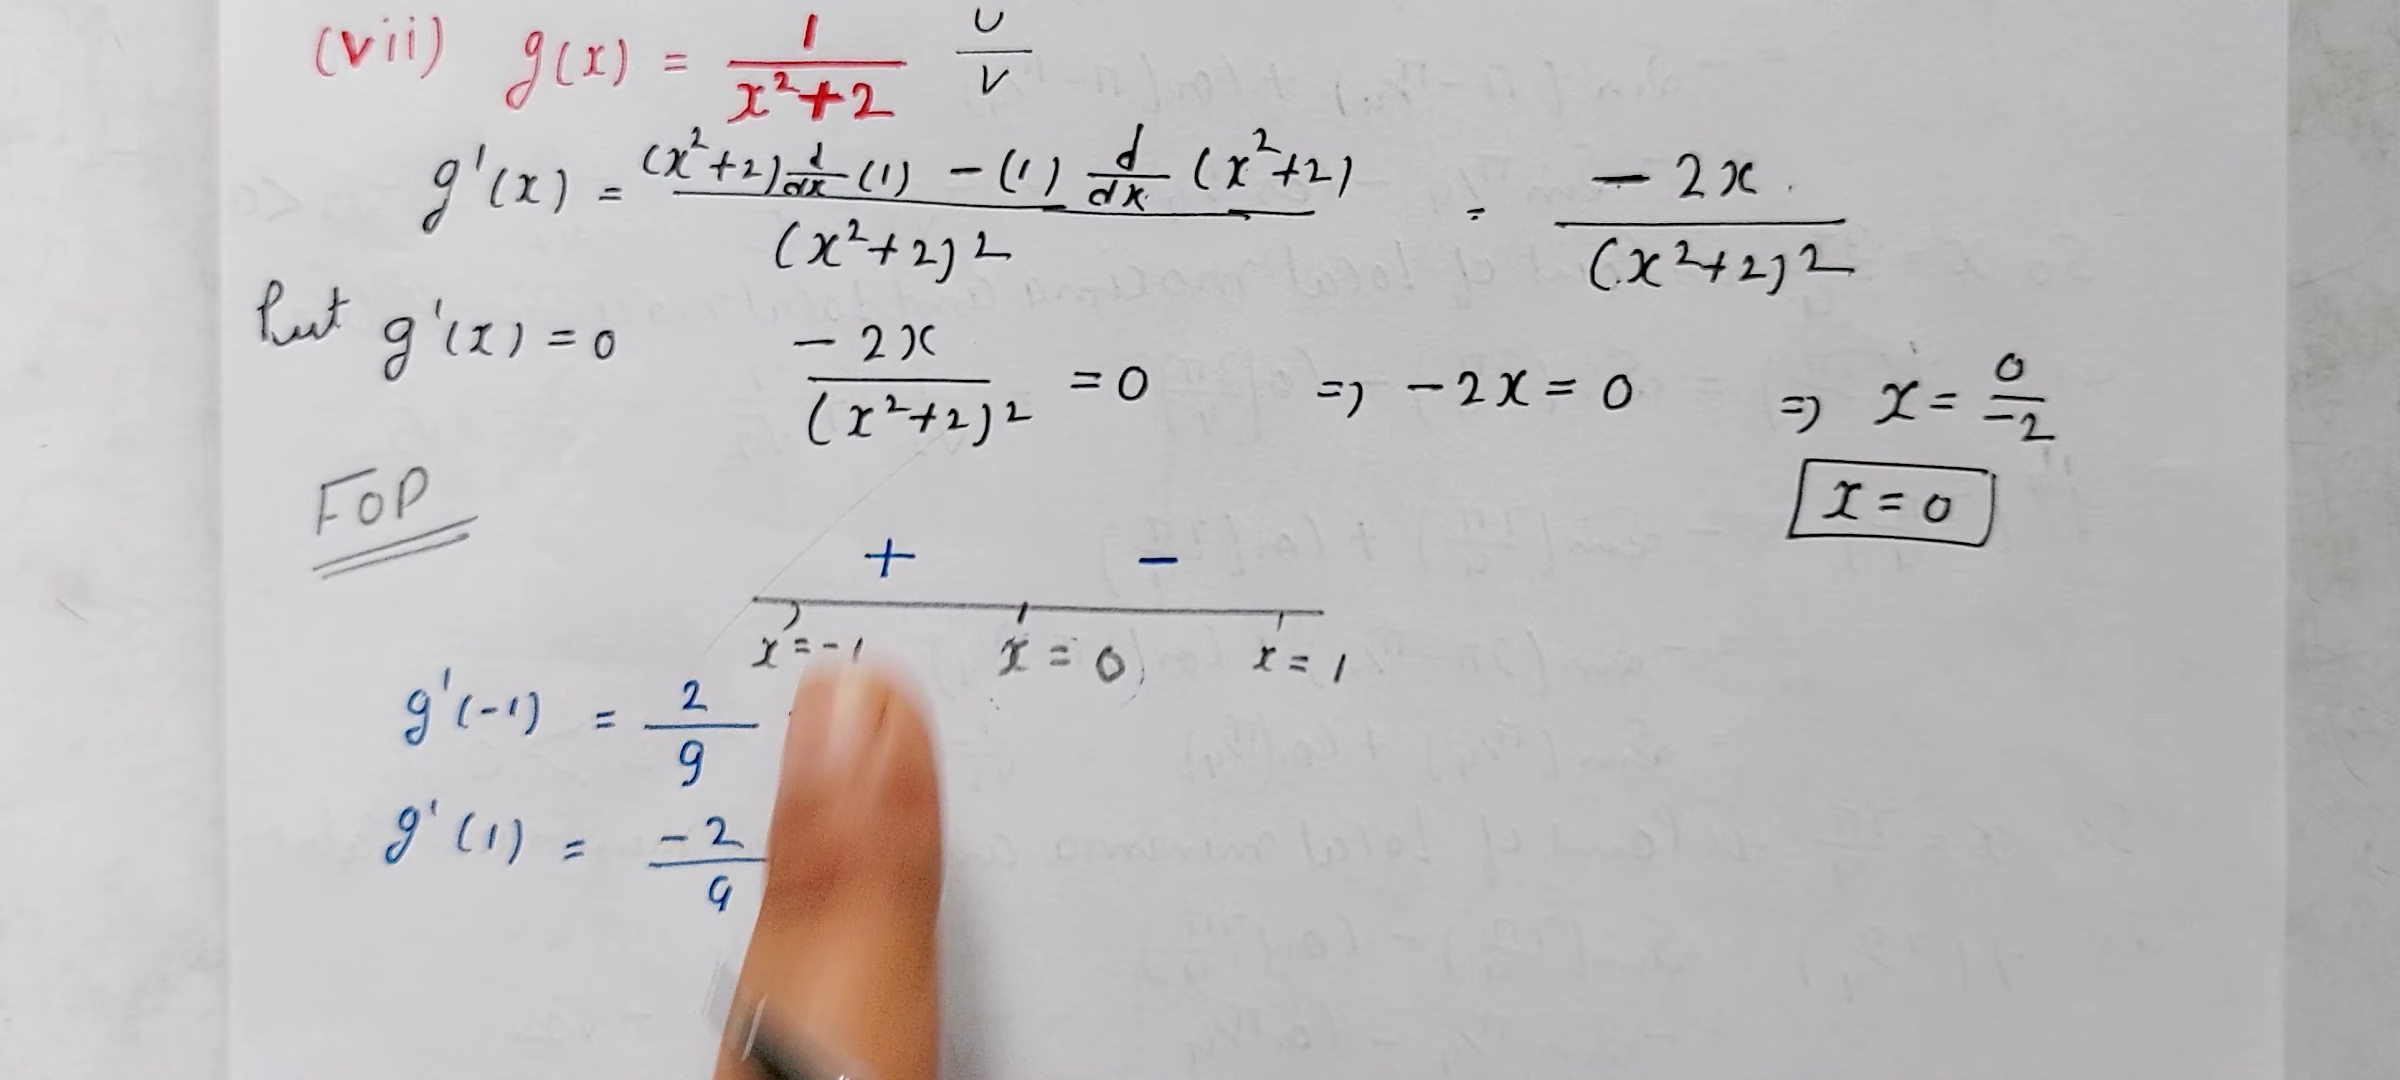 (vii) g(x) = 1/(x²+2) U/V
g'(x) = ((x²+2) d/dx (1) - (1) d/dx (x²+2))/(x²+2)² = -2x/(x²+2)²
Put g'(x) = 0 -2x/(x²+2)² = 0 => -2x = 0 => x = 0/-2
x = 0
FOP
+ -
x = -1 x = 0 x = 1
g'(-1) = 2/9
g'(1) = -2/9